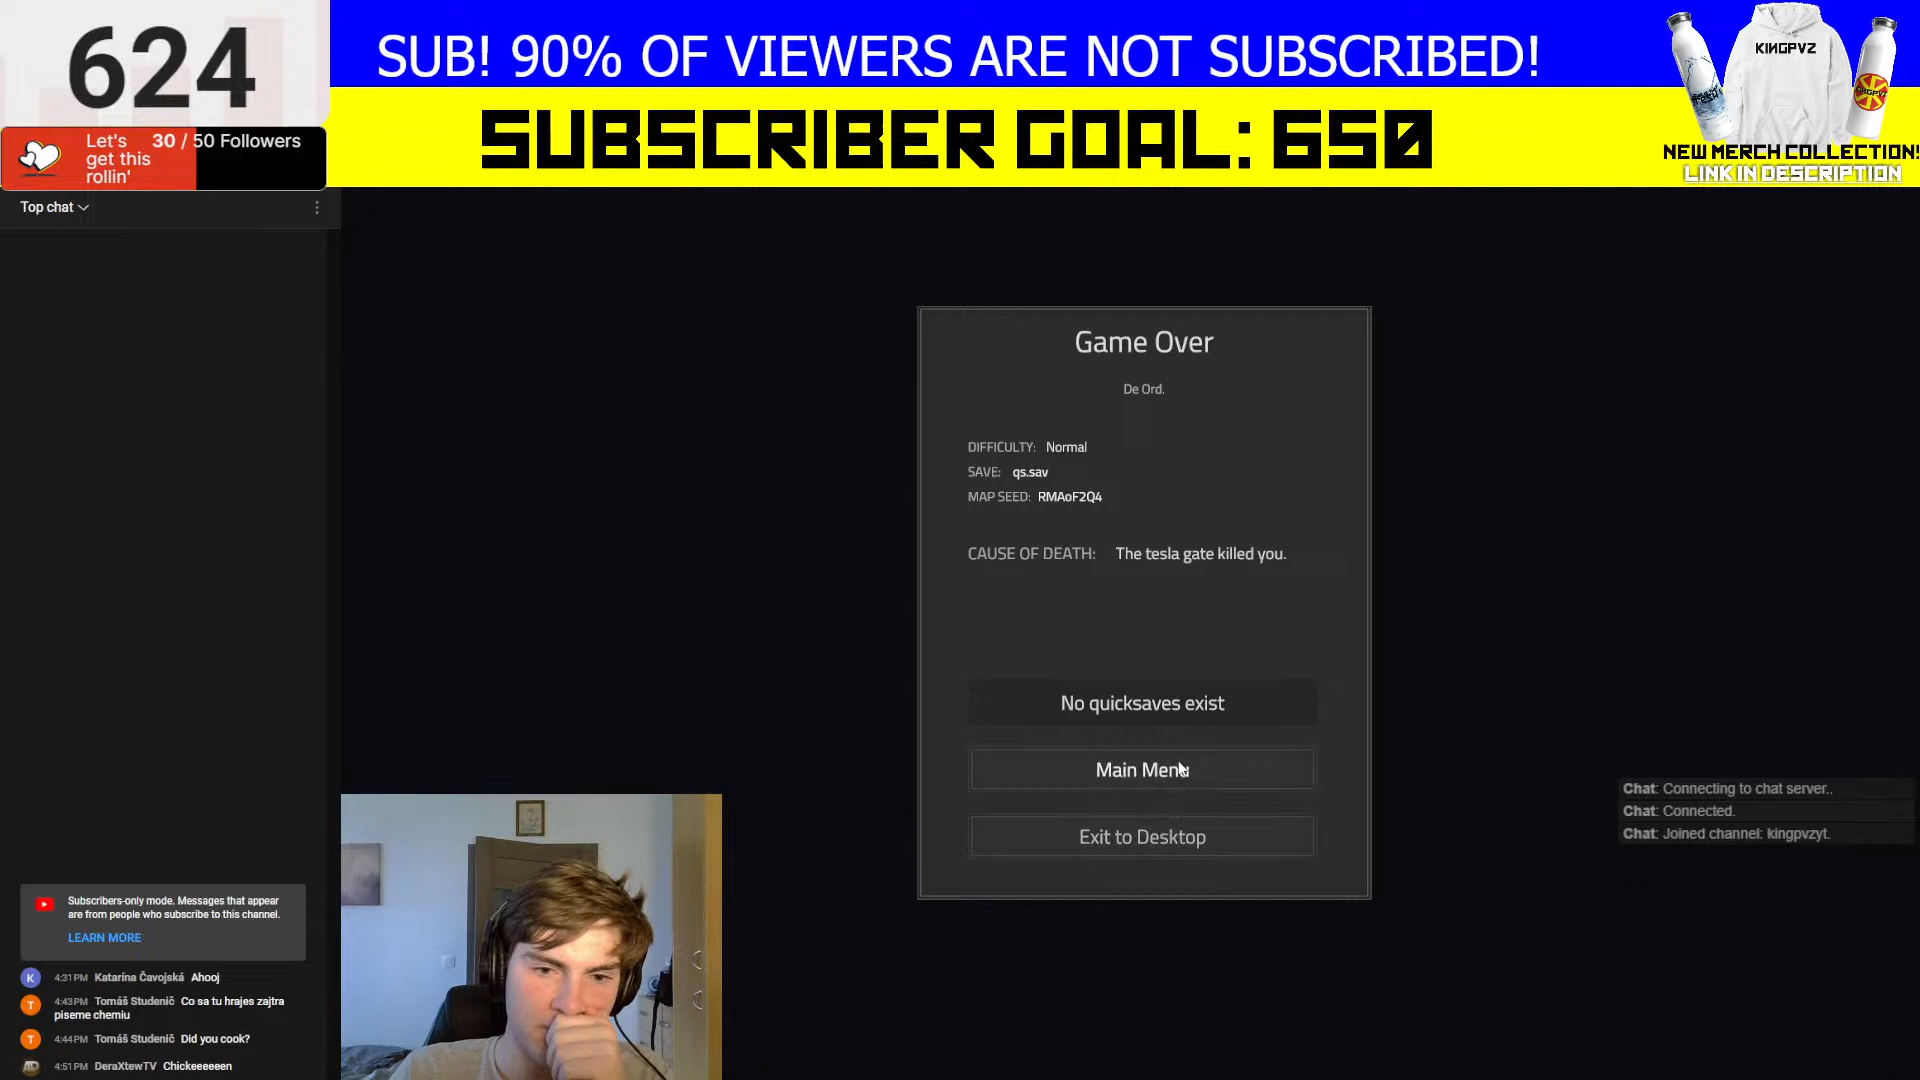 624
SUB! 90% OF VIEWERS ARE NOT SUBSCRIBED!
SUBSCRIBER GOAL: 650
KINGPVZ
NEW MERCH COLLECTION!
LINK IN DESCRIPTION
Let's get this rollin'
30 / 50 Followers
Top chat
Game Over
De Ord.
DIFFICULTY: Normal
SAVE: qs.sav
MAP SEED: RMAoF2Q4
CAUSE OF DEATH: The tesla gate killed you.
No quicksaves exist
Main Menu
Exit to Desktop
Chat: Connecting to chat server..
Chat: Connected.
Chat: Joined channel: kingpvzyt.
Subscribers-only mode. Messages that appear
are from people who subscribe to this channel.
LEARN MORE
K 4:31 PM Katarína Čavojská Ahooj
T 4:43 PM Tomáš Studenič Co sa tu hrajes zajtra
piseme chemiu
T 4:44 PM Tomáš Studenič Did you cook?
4:51 PM DeraXtewTV Chickeeeeeen